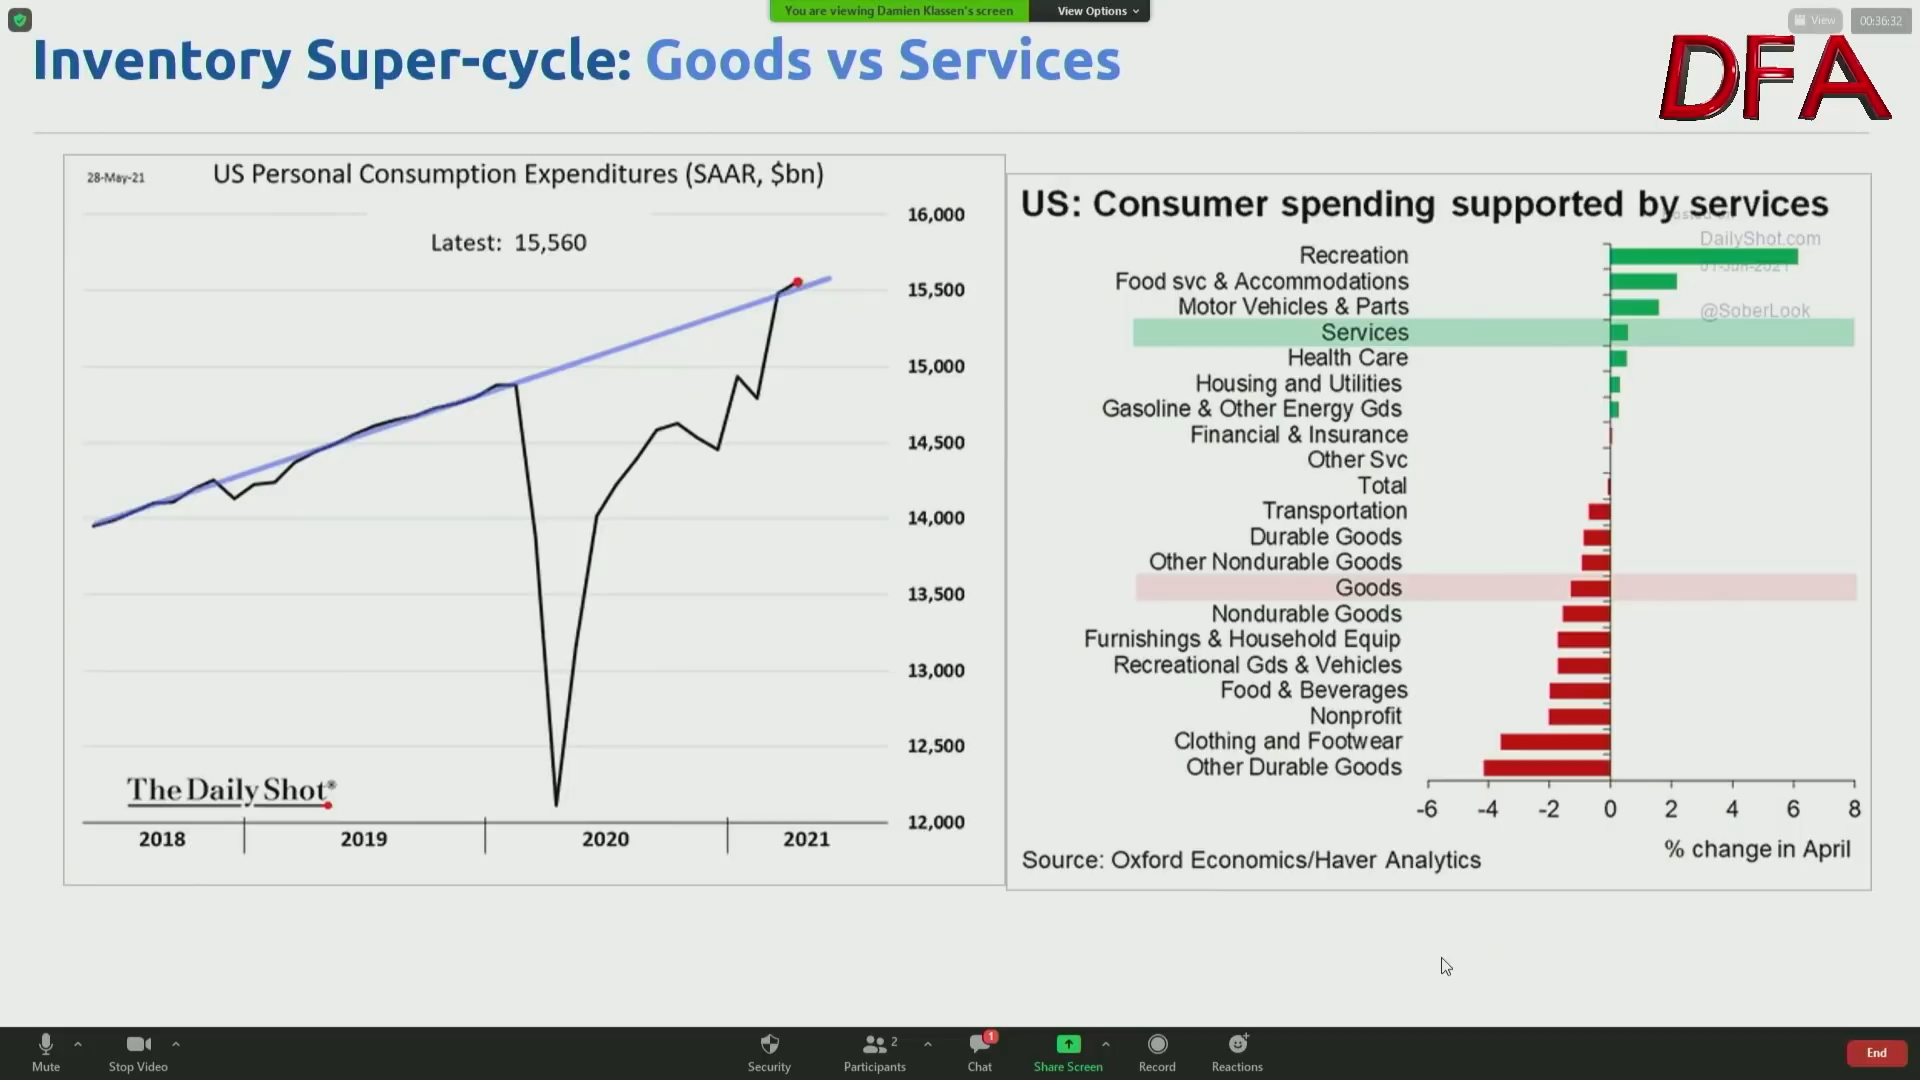 You are viewing Damien Klassen's screen
View Options
View
00:36:32
Inventory Super-cycle: Goods vs Services
DFA
28-May-21
US Personal Consumption Expenditures (SAAR, $bn)
Latest: 15,560
16,000
15,500
15,000
14,500
14,000
13,500
13,000
12,500
12,000
The Daily Shot®
2018
2019
2020
2021
US: Consumer spending supported by services
DailyShot.com
01-Jun-2021
@SoberLook
Recreation
Food svc & Accommodations
Motor Vehicles & Parts
Services
Health Care
Housing and Utilities
Gasoline & Other Energy Gds
Financial & Insurance
Other Svc
Total
Transportation
Durable Goods
Other Nondurable Goods
Goods
Nondurable Goods
Furnishings & Household Equip
Recreational Gds & Vehicles
Food & Beverages
Nonprofit
Clothing and Footwear
Other Durable Goods
-6 -4 -2 0 2 4 6 8
% change in April
Source: Oxford Economics/Haver Analytics
Mute
Stop Video
Security
2
Participants
1
Chat
Share Screen
Record
Reactions
End